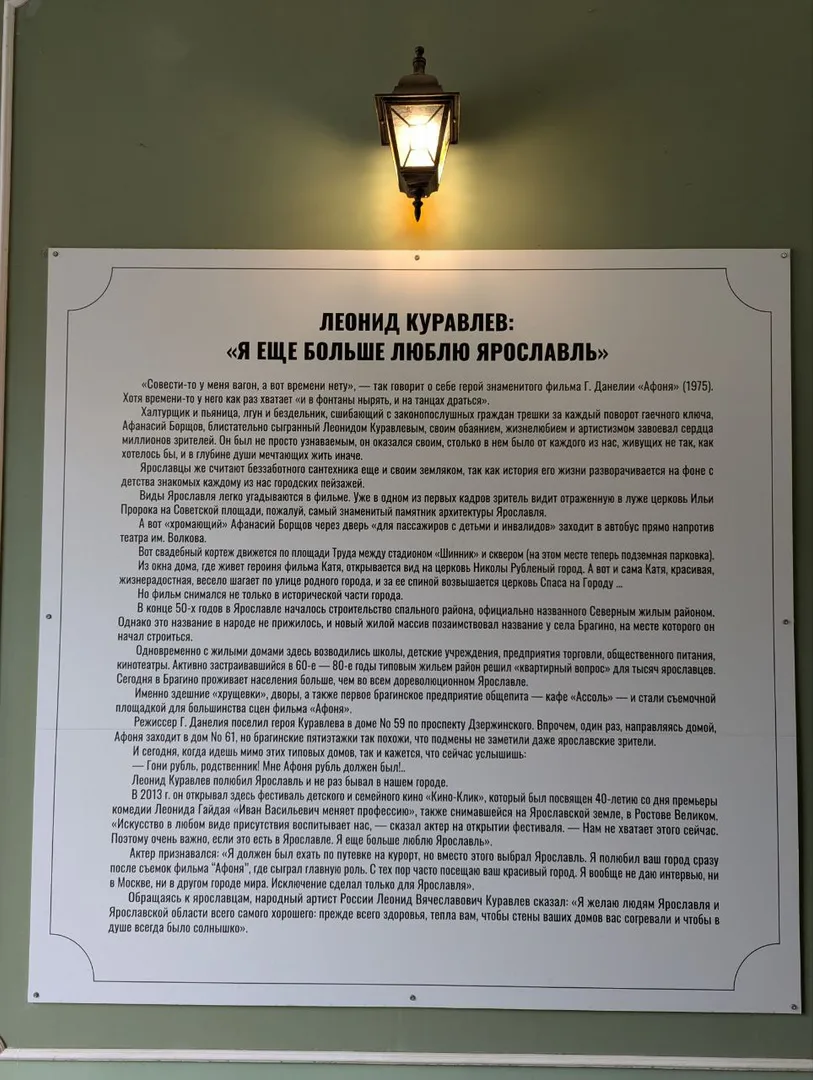 ЛЕОНИД КУРАВЛЕВ:
«Я ЕЩЕ БОЛЬШЕ ЛЮБЛЮ ЯРОСЛАВЛЬ»
«Совести-то у меня вагон, а вот времени нету», — так говорит о себе герой знаменитого фильма Г. Данелии «Афоня» (1975).
Хотя времени-то у него как раз хватает «и в фонтаны нырять, и на танцах драться».
Халтурщик и пьяница, лгун и бездельник, сшибающий с законопослушных граждан трешки за каждый поворот гаечного ключа,
Афанасий Борщов, блистательно сыгранный Леонидом Куравлевым, своим обаянием, жизнелюбием и артистизмом завоевал сердца
миллионов зрителей. Он был не просто узнаваемым, он оказался своим, столько в нем было от каждого из нас, живущих не так, как
хотелось бы, и в глубине души мечтающих жить иначе.
Ярославцы же считают беззаботного сантехника еще и своим земляком, так как история его жизни разворачивается на фоне с
детства знакомых каждому из нас городских пейзажей.
Виды Ярославля легко угадываются в фильме. Уже в одном из первых кадров зритель видит отраженную в луже церковь Ильи
Пророка на Советской площади, пожалуй, самый знаменитый памятник архитектуры Ярославля.
А вот «хромающий» Афанасий Борщов через дверь «для пассажиров с детьми и инвалидов» заходит в автобус прямо напротив
театра им. Волкова.
Вот свадебный кортеж движется по площади Труда между стадионом «Шинник» и сквером (на этом месте теперь подземная парковка).
Из окна дома, где живет героиня фильма Катя, открывается вид на церковь Николы Рубленый город. А вот и сама Катя, красивая,
жизнерадостная, весело шагает по улице родного города, и за ее спиной возвышается церковь Спаса на Городу ...
Но фильм снимался не только в исторической части города.
В конце 50-х годов в Ярославле началось строительство спального района, официально названного Северным жилым районом.
Однако это название в народе не прижилось, и новый жилой массив позаимствовал название у села Брагино, на месте которого он
начал строиться.
Одновременно с жилыми домами здесь возводились школы, детские учреждения, предприятия торговли, общественного питания,
кинотеатры. Активно застраивавшийся в 60-е — 80-е годы типовым жильем район решил «квартирный вопрос» для тысяч ярославцев.
Сегодня в Брагино проживает населения больше, чем во всем дореволюционном Ярославле.
Именно здешние «хрущевки», дворы, а также первое брагинское предприятие общепита — кафе «Ассоль» — и стали съемочной
площадкой для большинства сцен фильма «Афоня».
Режиссер Г. Данелия поселил героя Куравлева в доме No 59 по проспекту Дзержинского. Впрочем, один раз, направляясь домой,
Афоня заходит в дом No 61, но брагинские пятиэтажки так похожи, что подмены не заметили даже ярославские зрители.
И сегодня, когда идешь мимо этих типовых домов, так и кажется, что сейчас услышишь:
— Гони рубль, родственник! Мне Афоня рубль должен был!..
Леонид Куравлев полюбил Ярославль и не раз бывал в нашем городе.
В 2013 г. он открывал здесь фестиваль детского и семейного кино «Кино-Клик», который был посвящен 40-летию со дня премьеры
комедии Леонида Гайдая «Иван Васильевич меняет профессию», также снимавшейся на Ярославской земле, в Ростове Великом.
«Искусство в любом виде присутствия воспитывает нас, — сказал актер на открытии фестиваля. — Нам не хватает этого сейчас.
Поэтому очень важно, если это есть в Ярославле. Я еще больше люблю Ярославль».
Актер признавался: «Я должен был ехать по путевке на курорт, но вместо этого выбрал Ярославль. Я полюбил ваш город сразу
после съемок фильма "Афоня", где сыграл главную роль. С тех пор часто посещаю ваш красивый город. Я вообще не даю интервью, ни
в Москве, ни в другом городе мира. Исключение сделал только для Ярославля».
Обращаясь к ярославцам, народный артист России Леонид Вячеславович Куравлев сказал: «Я желаю людям Ярославля и
Ярославской области всего самого хорошего: прежде всего здоровья, тепла вам, чтобы стены ваших домов вас согревали и чтобы в
душе всегда было солнышко».